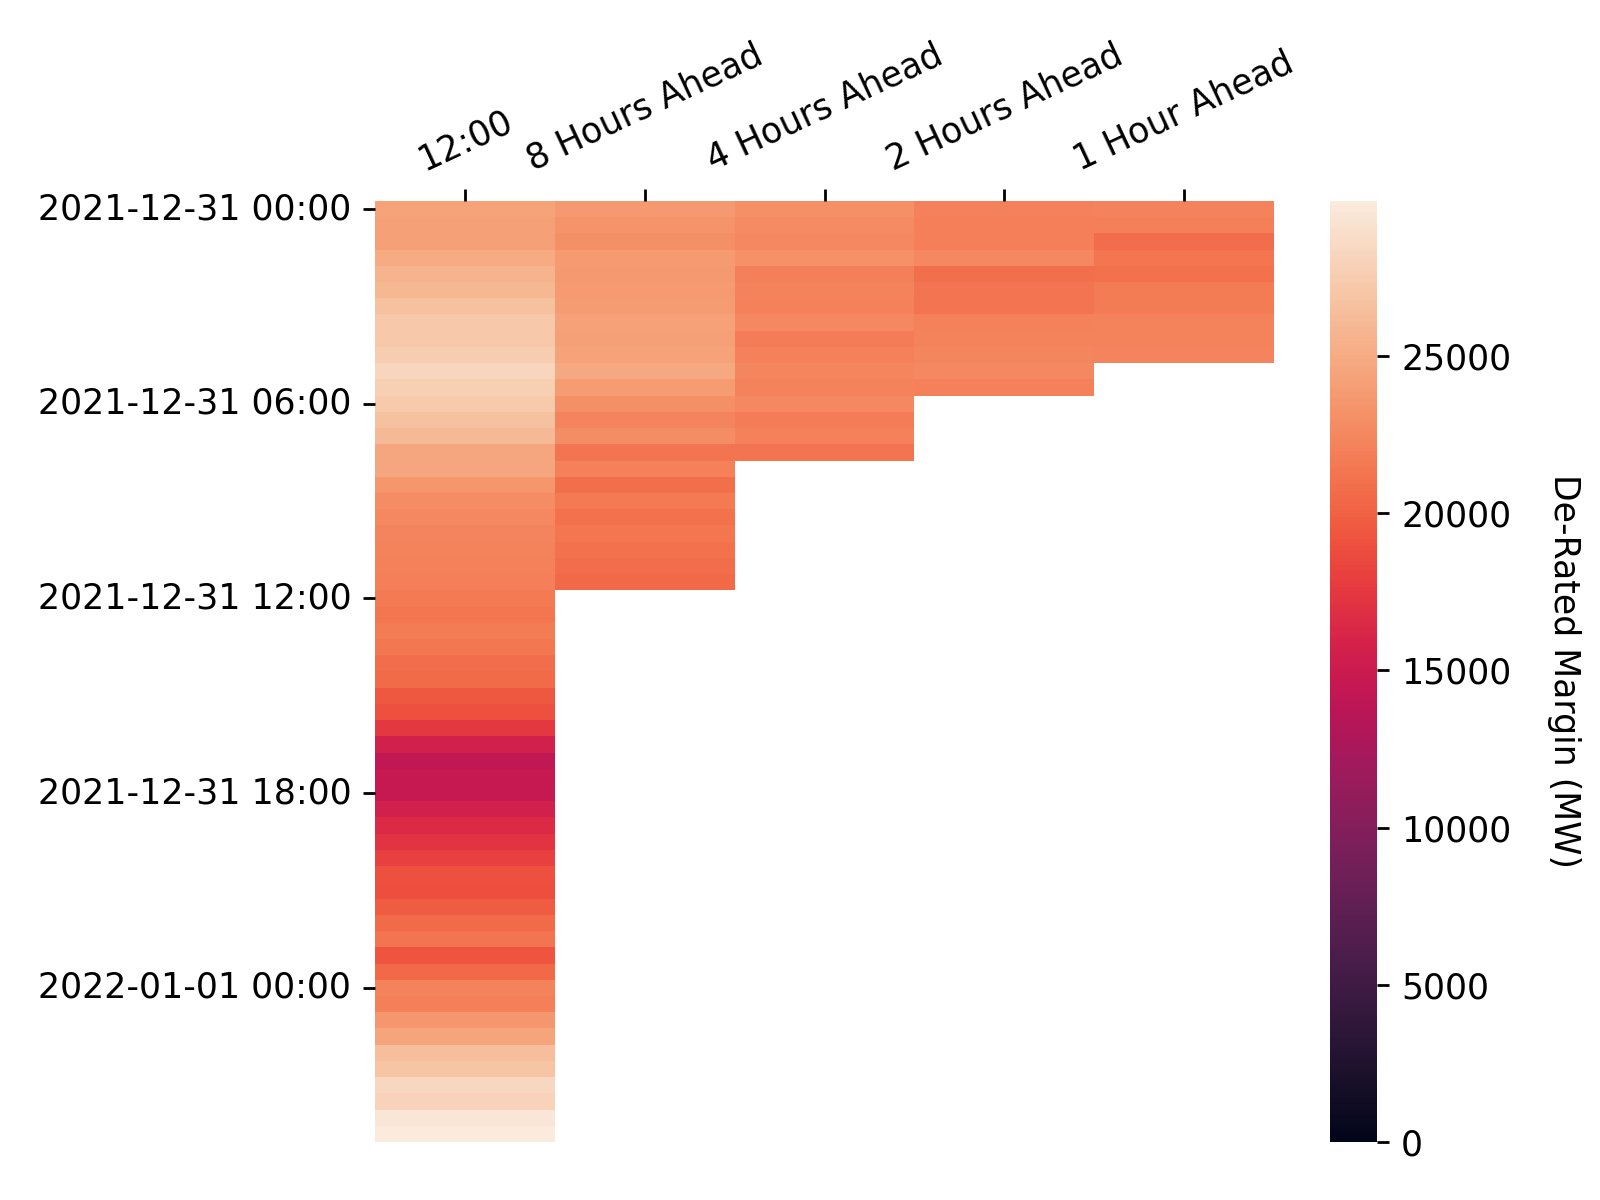 12:00
8 Hours Ahead
4 Hours Ahead
2 Hours Ahead
1 Hour Ahead
2021-12-31 00:00
2021-12-31 06:00
2021-12-31 12:00
2021-12-31 18:00
2022-01-01 00:00
25000
20000
15000
10000
5000
0
De-Rated Margin (MW)